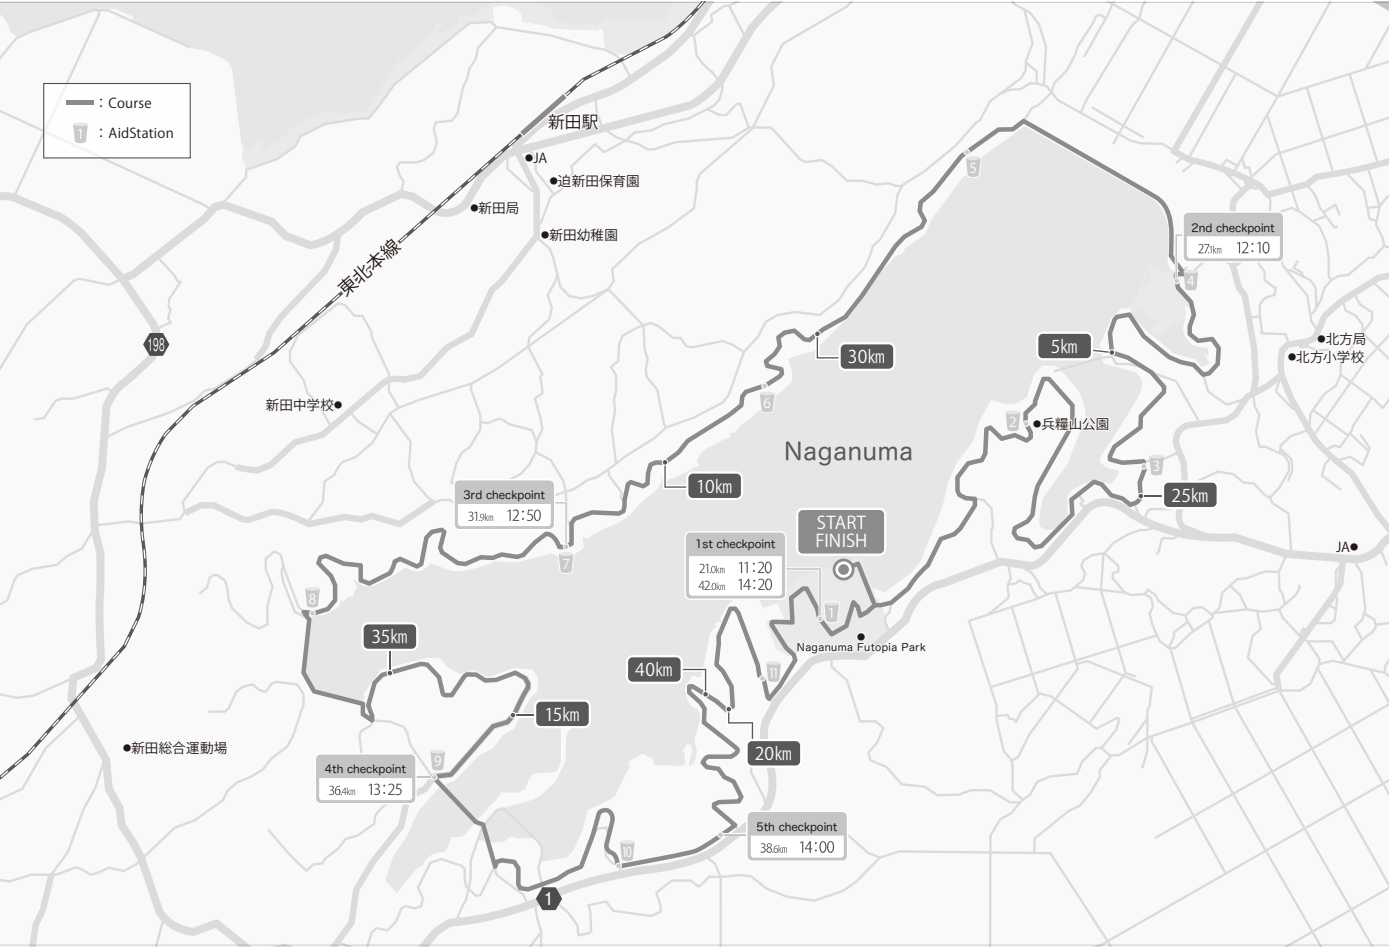 : Course
1 : AidStation
新田駅
JA
迫新田保育園
新田局
新田幼稚園
東北本線
198
新田中学校
5
2nd checkpoint
27.1km 12:10
4
5km
北方局
北方小学校
30km
6
2
兵糧山公園
Naganuma
3
25km
10km
3rd checkpoint
31.9km 12:50
7
START
FINISH
1st checkpoint
21.0km 11:20
42.0km 14:20
JA
8
1
35km
Naganuma Futopia Park
40km
11
15km
20km
新田総合運動場
9
4th checkpoint
36.4km 13:25
5th checkpoint
38.6km 14:00
10
1